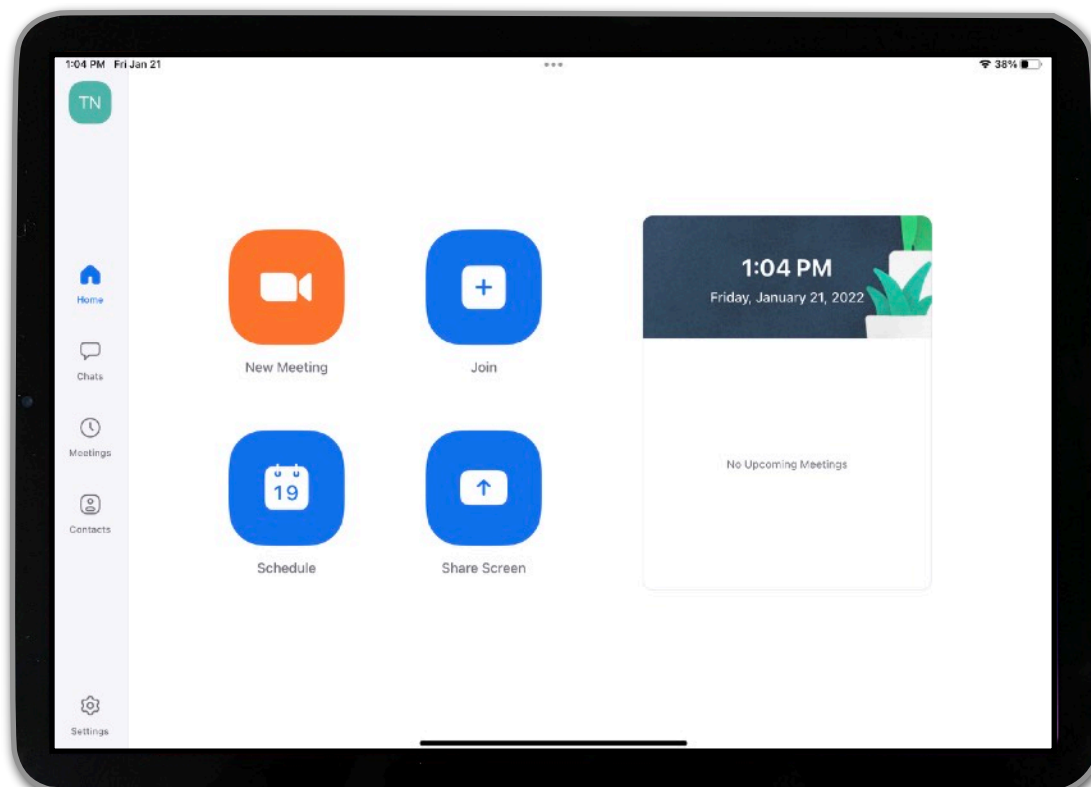 1:04 PM Fri Jan 21
38%
TN
Home
Chats
Meetings
Contacts
Settings
New Meeting
Join
19
Schedule
Share Screen
1:04 PM
Friday, January 21, 2022
No Upcoming Meetings